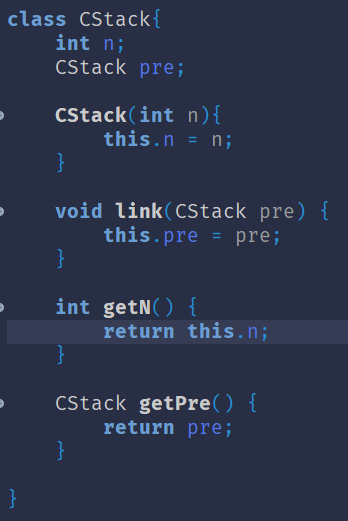 class CStack{
    int n;
    CStack pre;

    CStack(int n){
        this.n = n;
    }

    void link(CStack pre) {
        this.pre = pre;
    }

    int getN() {
        return this.n;
    }

    CStack getPre() {
        return pre;
    }

}